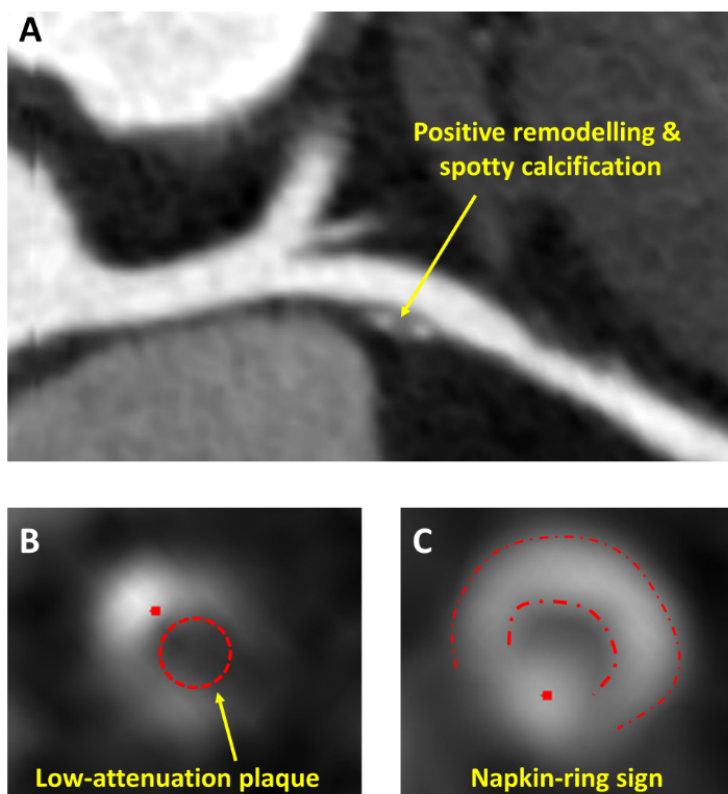 A
Positive remodelling &
spotty calcification
B
Low-attenuation plaque
C
Napkin-ring sign